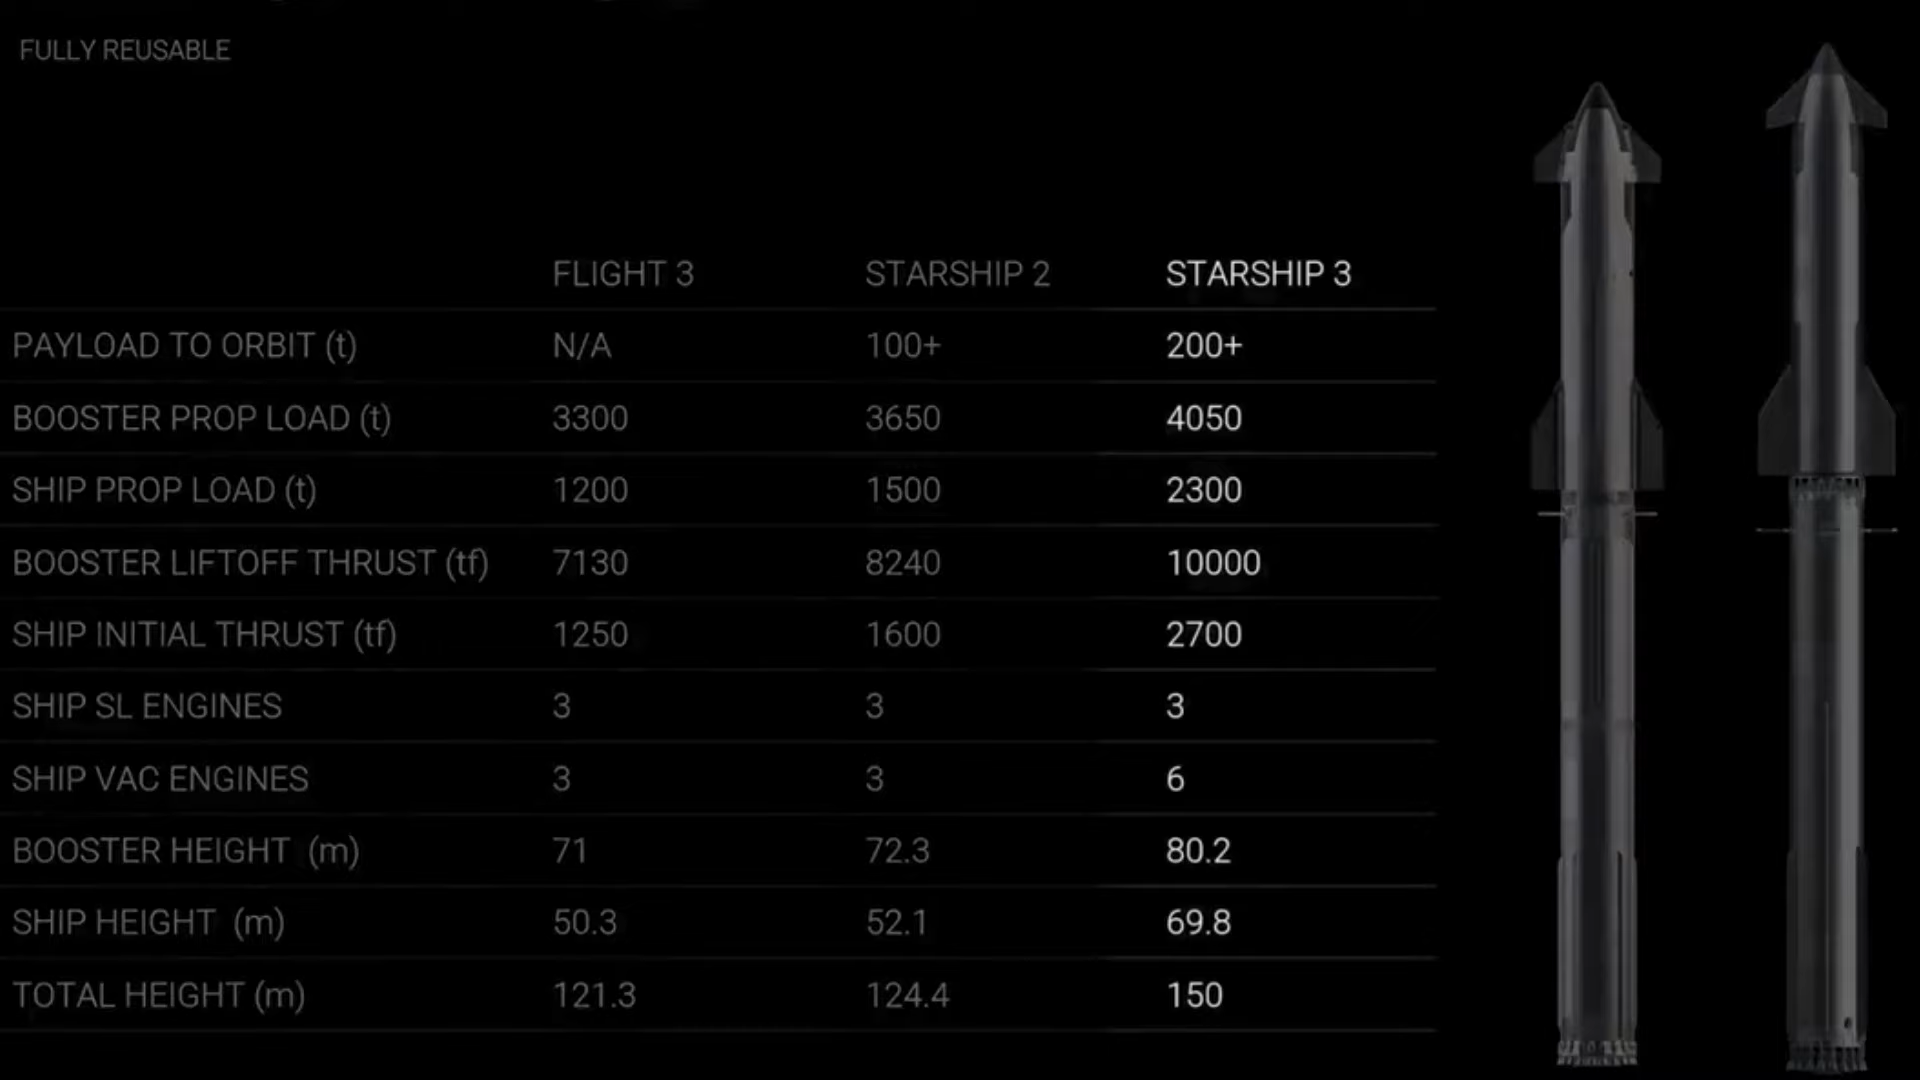 FULLY REUSABLE
FLIGHT 3 STARSHIP 2 STARSHIP 3
PAYLOAD TO ORBIT (t) N/A 100+ 200+
BOOSTER PROP LOAD (t) 3300 3650 4050
SHIP PROP LOAD (t) 1200 1500 2300
BOOSTER LIFTOFF THRUST (tf) 7130 8240 10000
SHIP INITIAL THRUST (tf) 1250 1600 2700
SHIP SL ENGINES 3 3 3
SHIP VAC ENGINES 3 3 6
BOOSTER HEIGHT (m) 71 72.3 80.2
SHIP HEIGHT (m) 50.3 52.1 69.8
TOTAL HEIGHT (m) 121.3 124.4 150